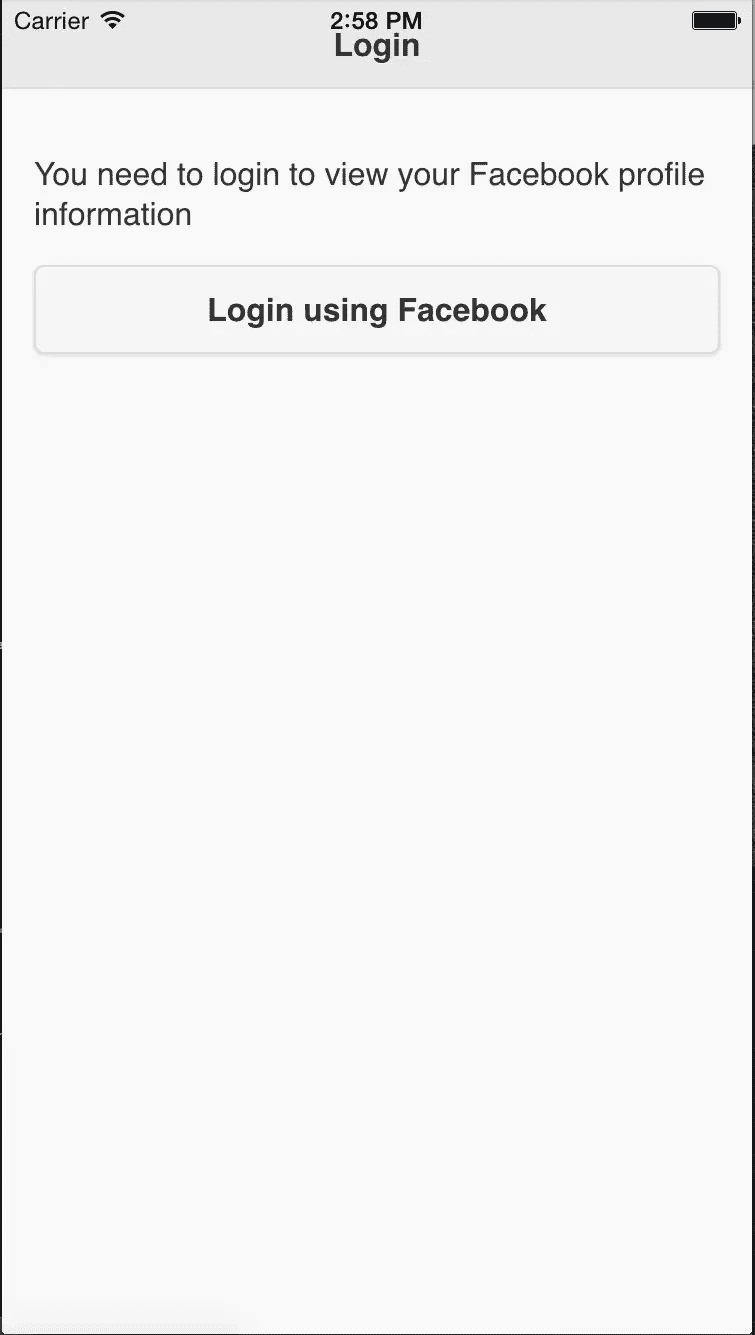 Carrier 2:58 PM
Login
You need to login to view your Facebook profile
information
Login using Facebook